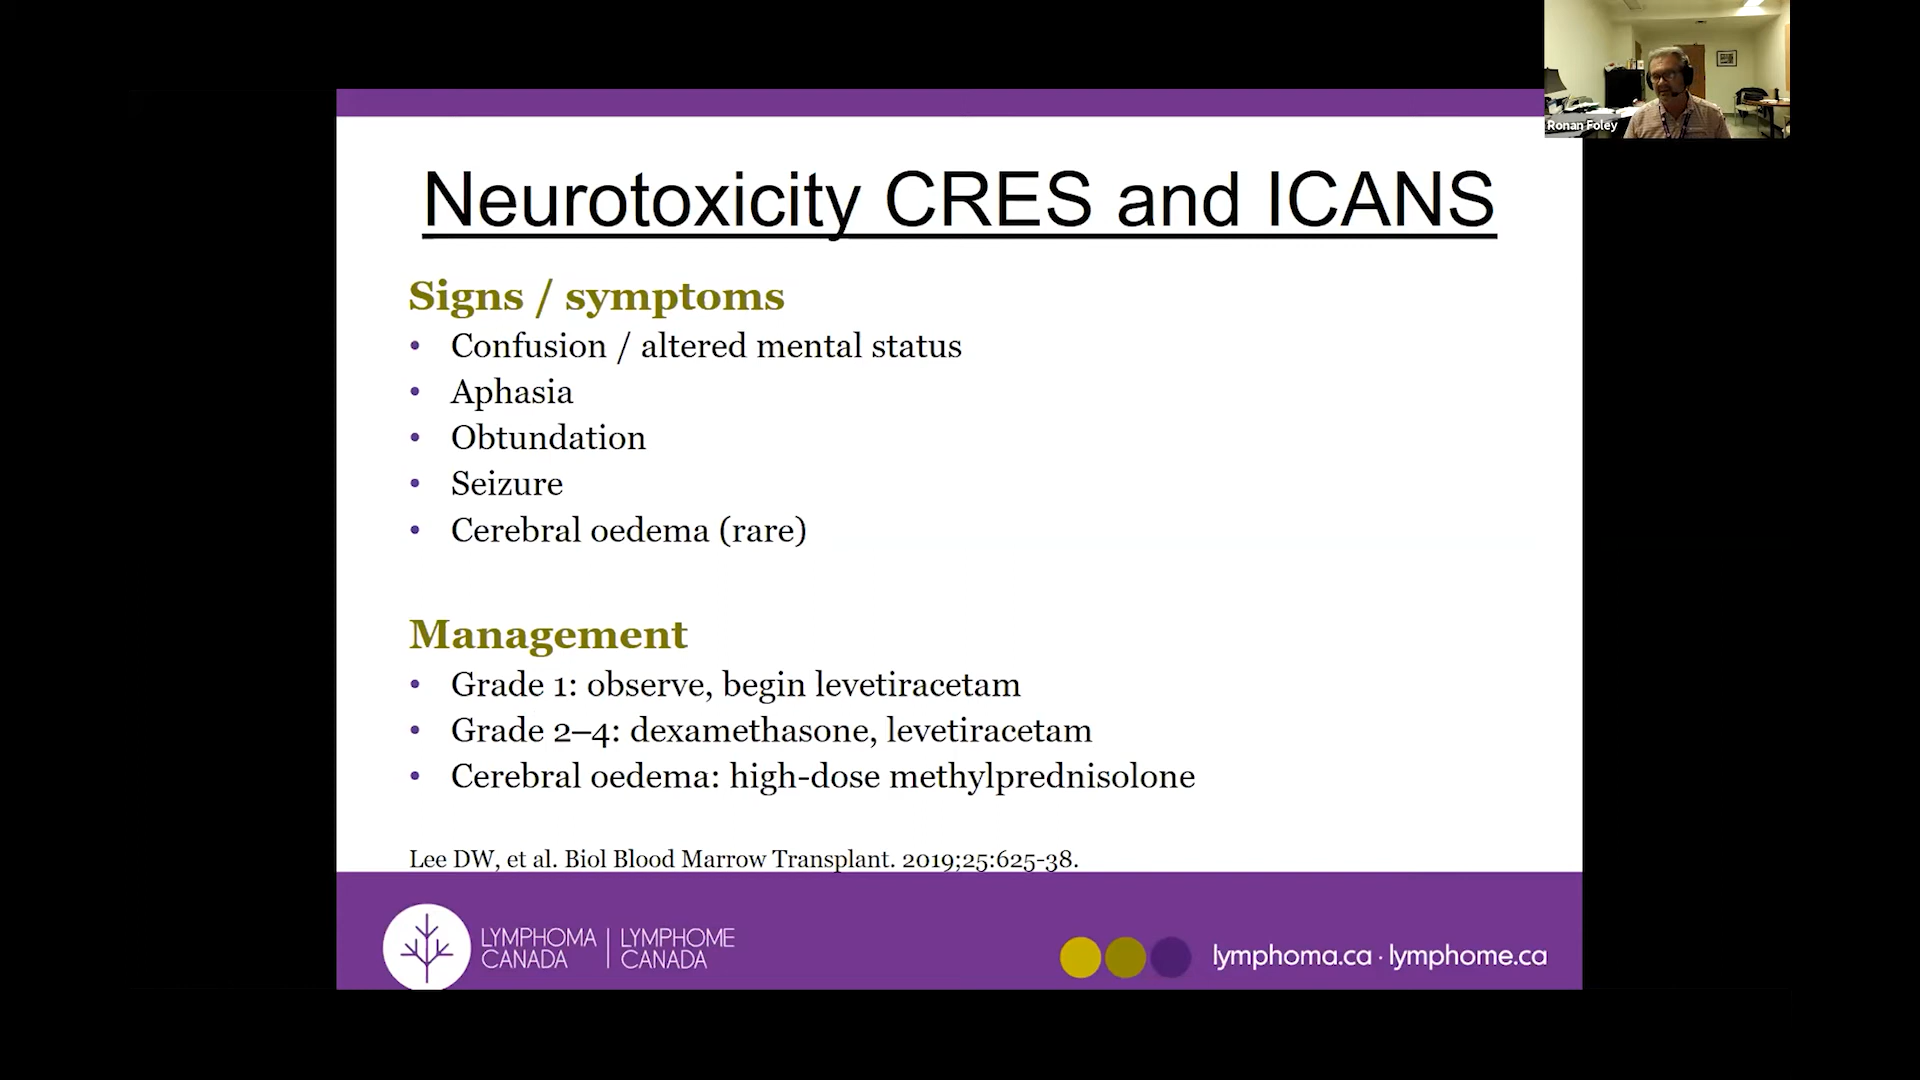 Ronan Foley
Neurotoxicity CRES and ICANS
Signs / symptoms
• Confusion / altered mental status
• Aphasia
• Obtundation
• Seizure
• Cerebral oedema (rare)
Management
• Grade 1: observe, begin levetiracetam
• Grade 2–4: dexamethasone, levetiracetam
• Cerebral oedema: high-dose methylprednisolone
Lee DW, et al. Biol Blood Marrow Transplant. 2019;25:625-38.
LYMPHOMA CANADA
LYMPHOME CANADA
lymphoma.ca · lymphome.ca